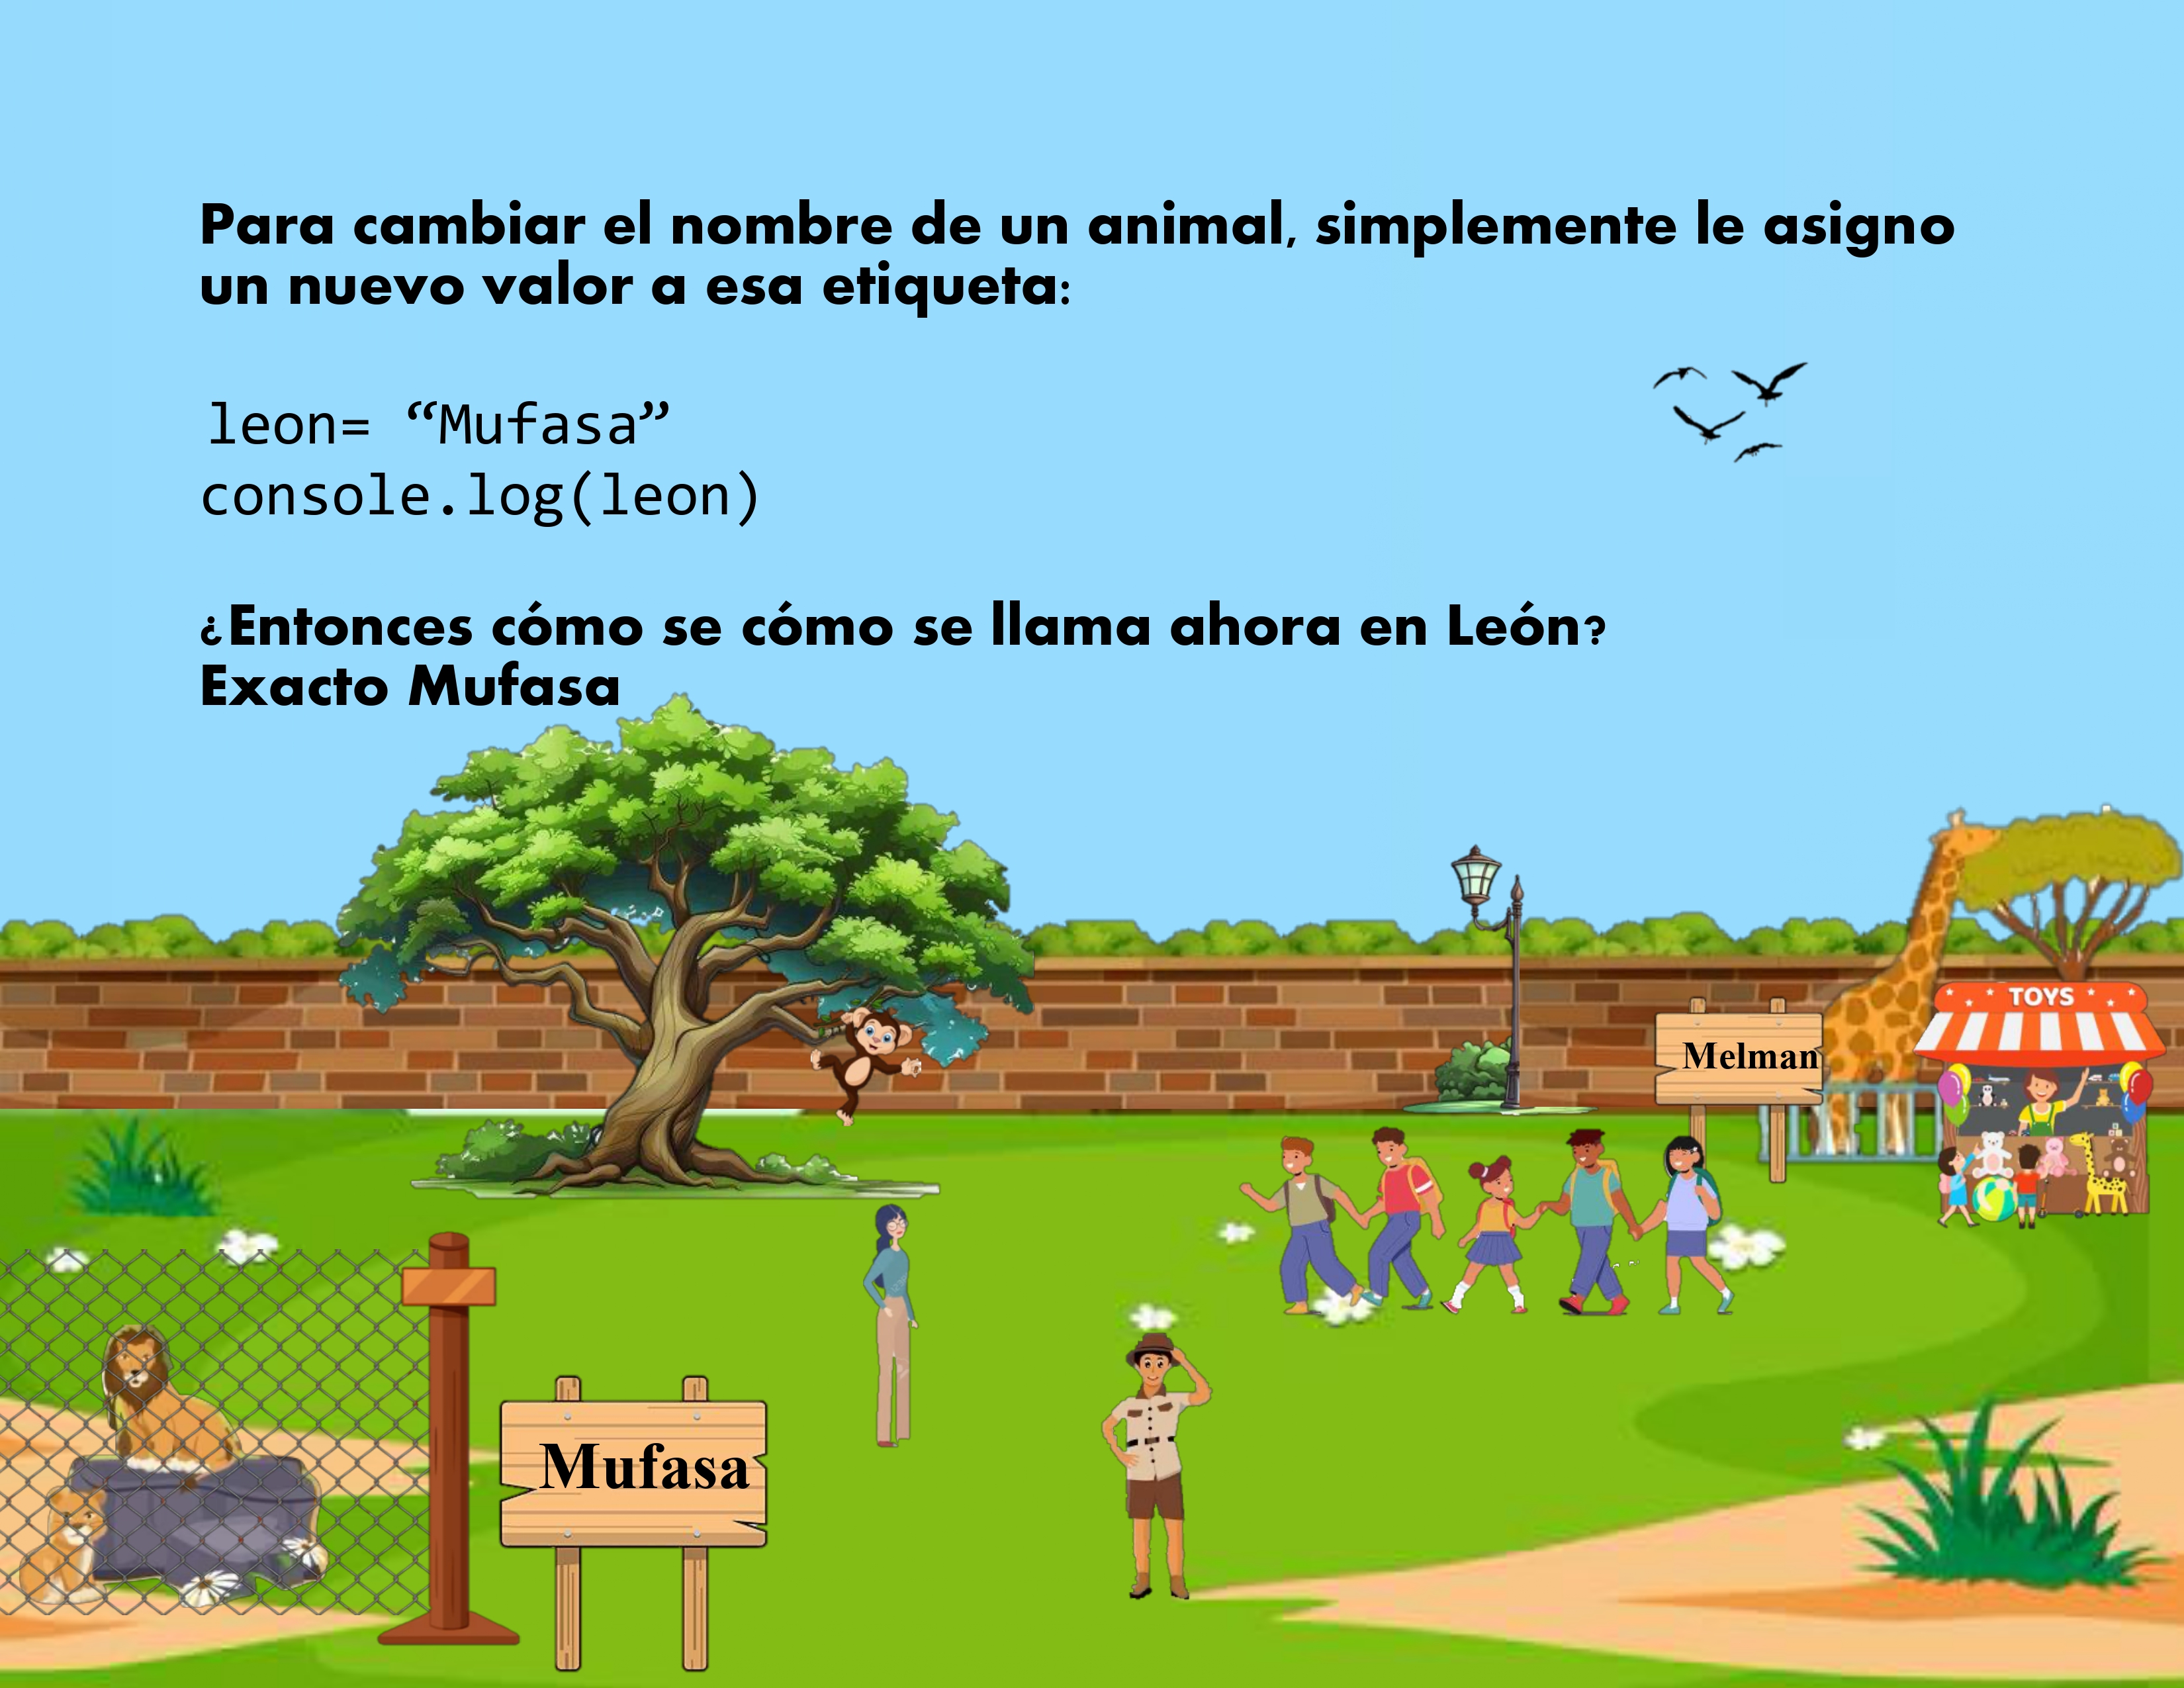 Para cambiar el nombre de un animal, simplemente le asigno
un nuevo valor a esa etiqueta:
leon= “Mufasa”
console.log(leon)
¿Entonces cómo se cómo se llama ahora en León?
Exacto Mufasa
TOYS
Melman
Mufasa